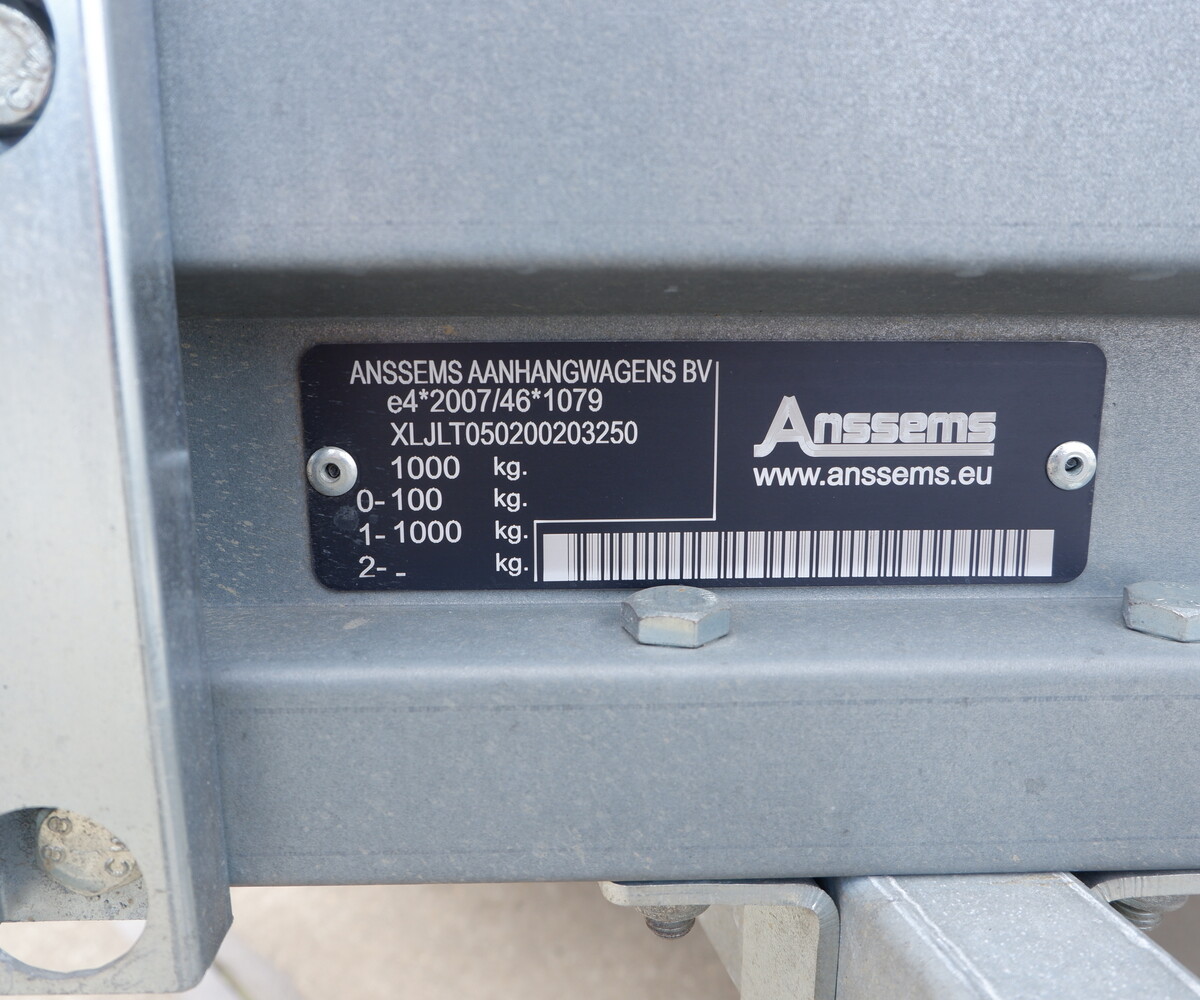 ANSSEMS AANHANGWAGENS BV
e4*2007/46*1079
XLJLT050200203250
1000 kg.
0- 100 kg.
1- 1000 kg.
2- - kg.
Anssems
www.anssems.eu